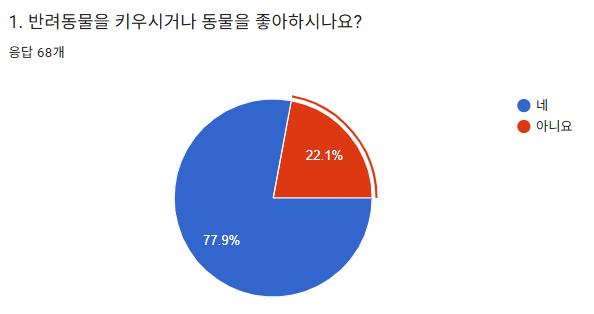 1. 반려동물을 키우시거나 동물을 좋아하시나요?
응답 68개
네
아니요
22.1%
77.9%